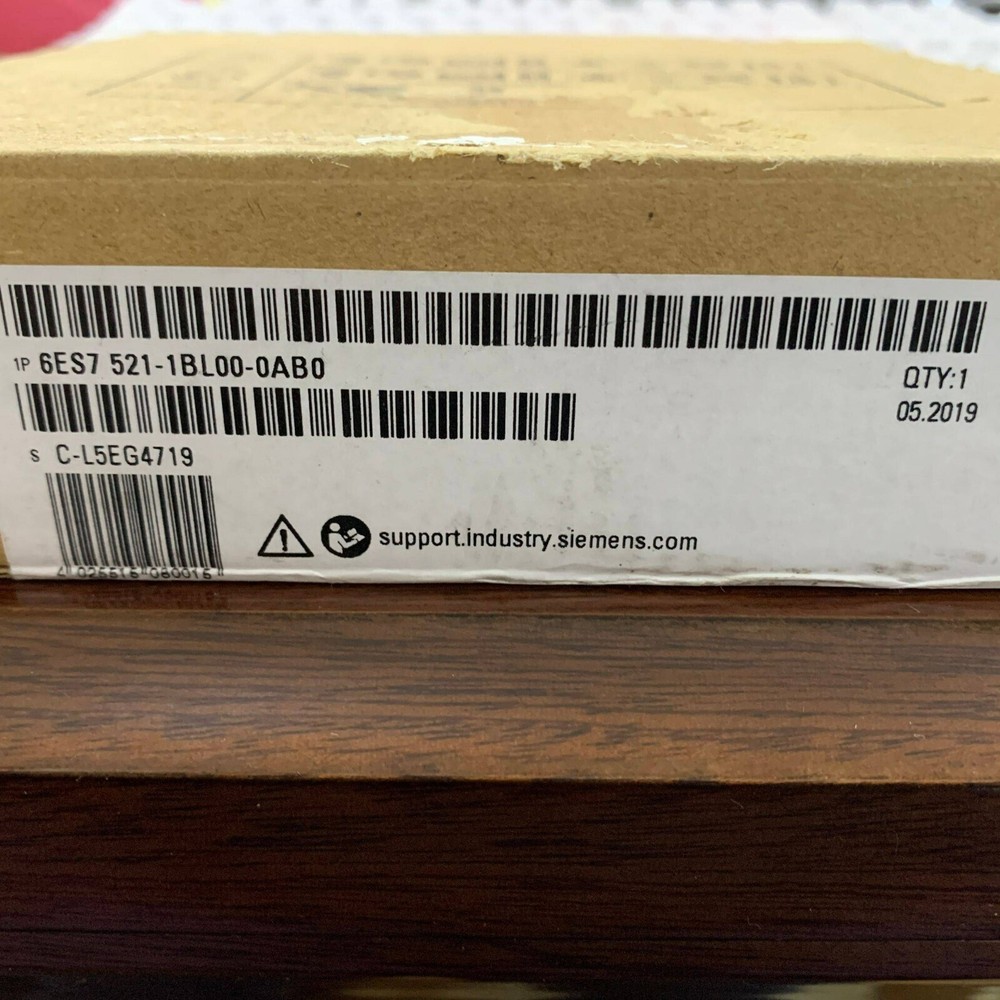 1P 6ES7 521-1BL00-0AB0
QTY:1
05.2019
S C-L5EG4719
support.industry.siemens.com